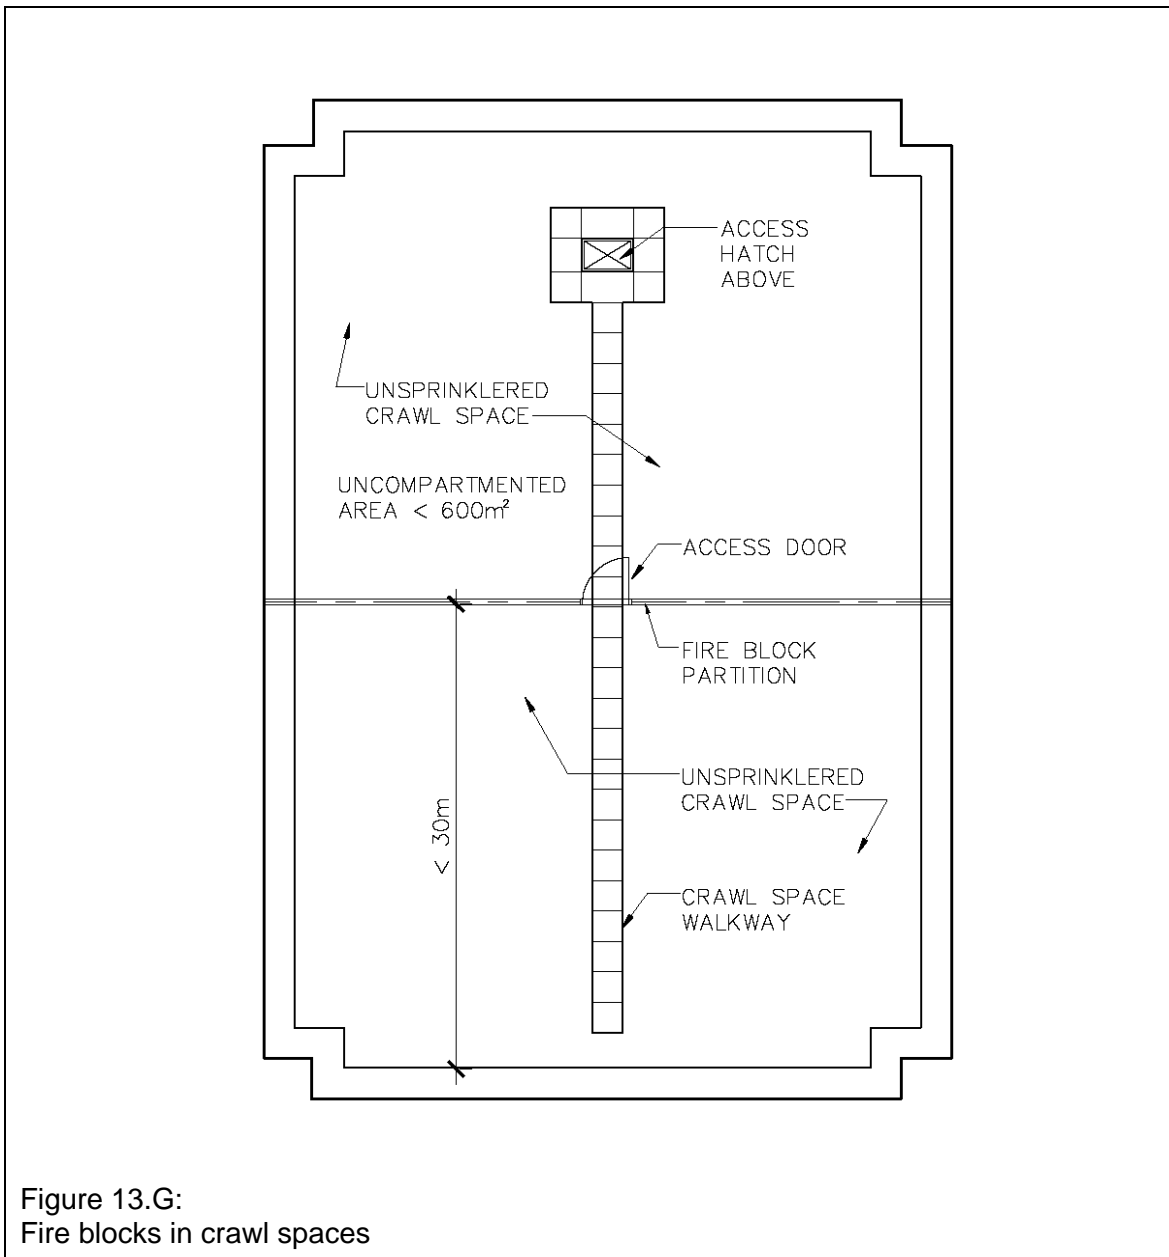 ACCESS
HATCH
ABOVE
UNSPRINKLERED
CRAWL SPACE
UNCOMPARTMENTED
AREA < 600m²
ACCESS DOOR
FIRE BLOCK
PARTITION
UNSPRINKLERED
CRAWL SPACE
< 30m
CRAWL SPACE
WALKWAY
Figure 13.G:
Fire blocks in crawl spaces